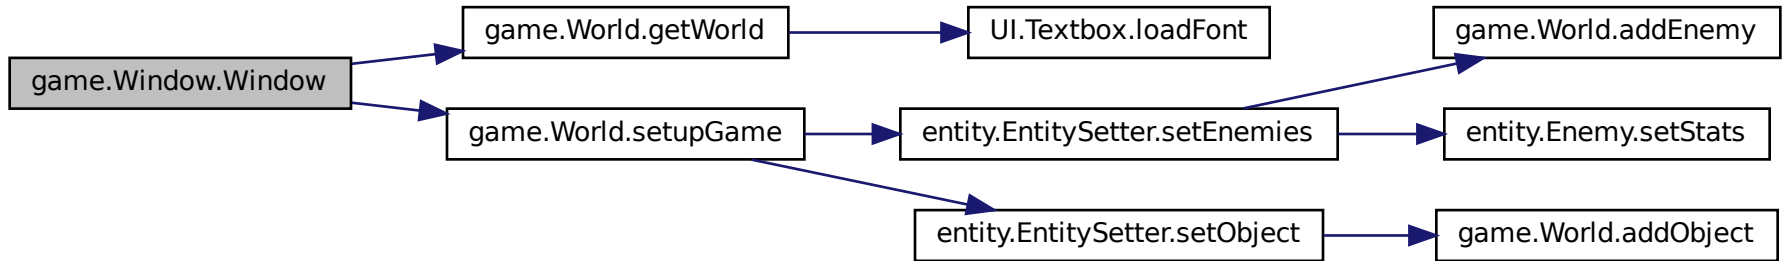 game.Window.Window
game.World.getWorld
UI.Textbox.loadFont
game.World.setupGame
entity.EntitySetter.setEnemies
game.World.addEnemy
entity.Enemy.setStats
entity.EntitySetter.setObject
game.World.addObject